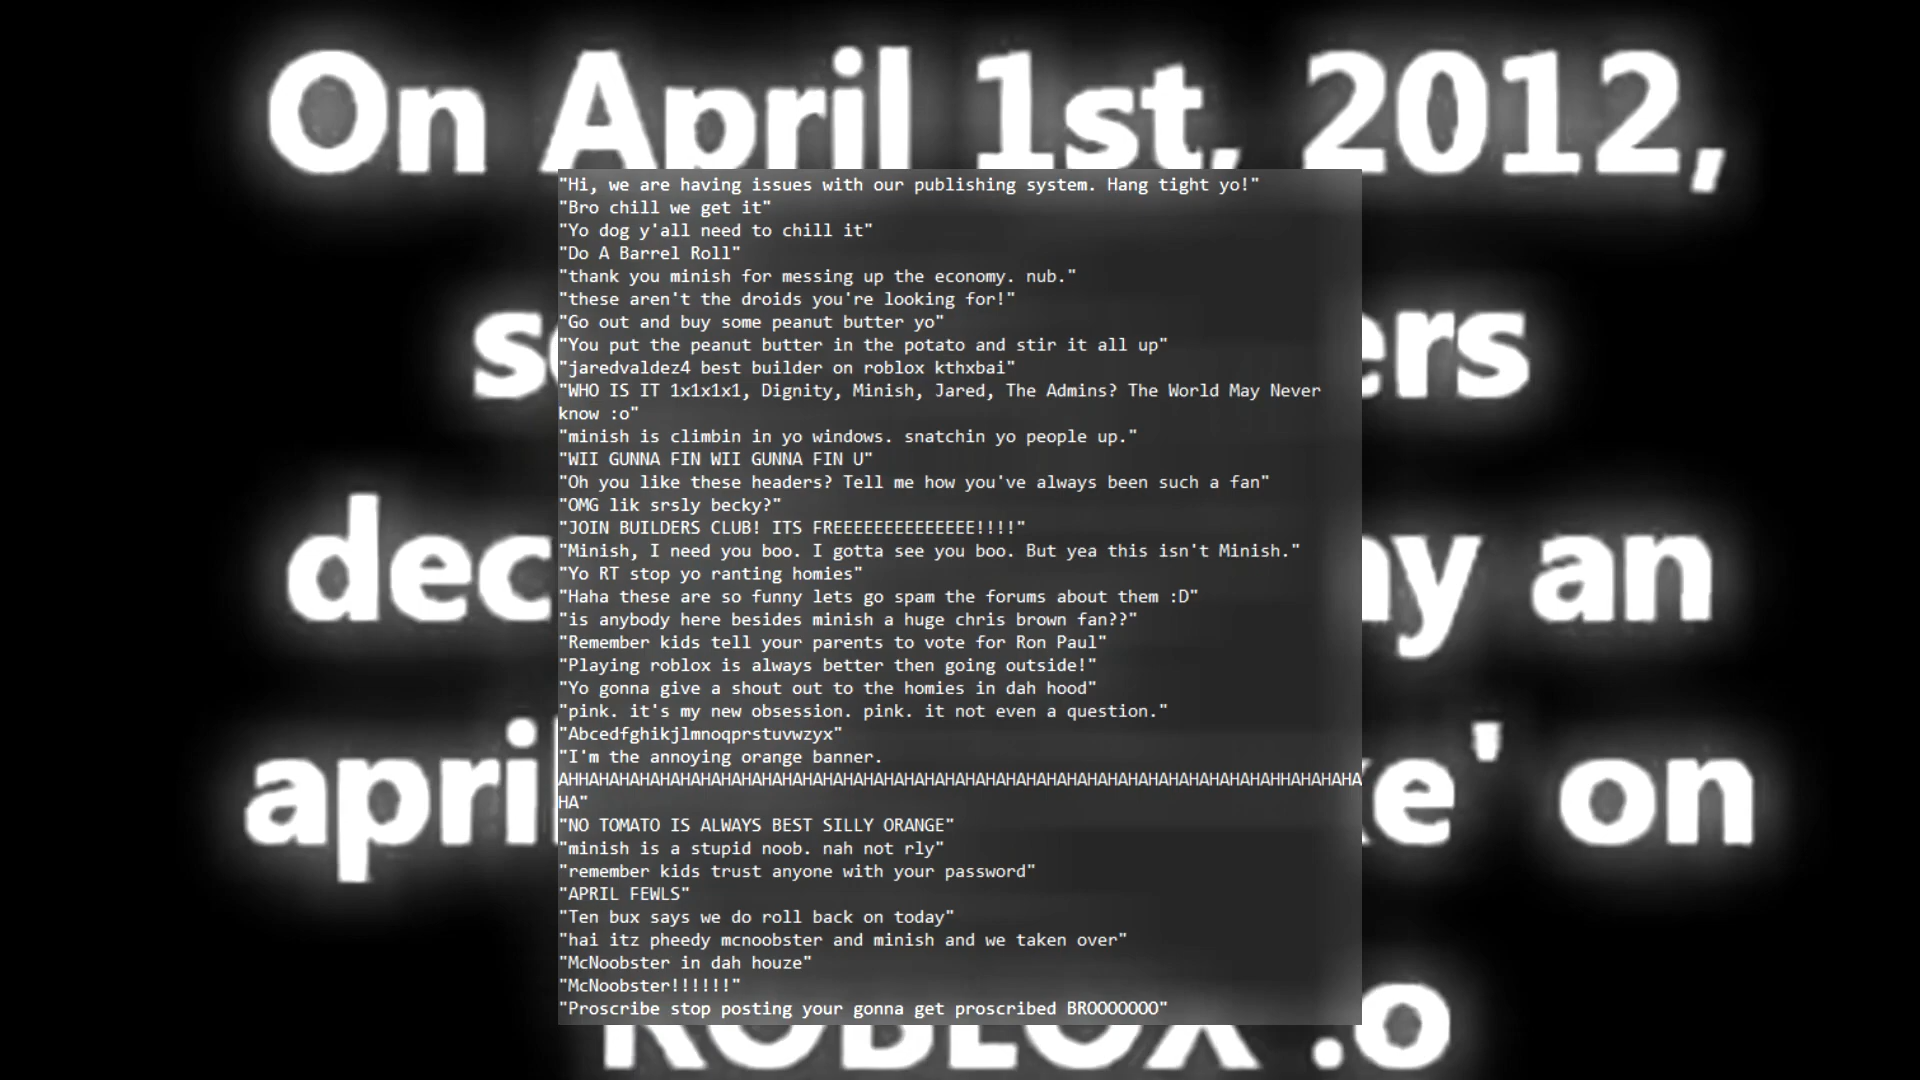 On April 1st, 2012,
"Hi, we are having issues with our publishing system. Hang tight yo!"
"Bro chill we get it"
"Yo dog y'all need to chill it"
"Do A Barrel Roll"
"thank you minish for messing up the economy. nub."
"these aren't the droids you're looking for!"
"Go out and buy some peanut butter yo"
"You put the peanut butter in the potato and stir it all up"
"jaredvaldez4 best builder on roblox kthxbai"
"WHO IS IT 1x1x1x1, Dignity, Minish, Jared, The Admins? The World May Never
know :o"
"minish is climbin in yo windows. snatchin yo people up."
"WII GUNNA FIN WII GUNNA FIN U"
"Oh you like these headers? Tell me how you've always been such a fan"
"OMG lik srsly becky?"
"JOIN BUILDERS CLUB! ITS FREEEEEEEEEEEEEE!!!!"
"Minish, I need you boo. I gotta see you boo. But yea this isn't Minish."
"Yo RT stop yo ranting homies"
"Haha these are so funny lets go spam the forums about them :D"
"is anybody here besides minish a huge chris brown fan??"
"Remember kids tell your parents to vote for Ron Paul"
"Playing roblox is always better then going outside!"
"Yo gonna give a shout out to the homies in dah hood"
"pink. it's my new obsession. pink. it not even a question."
"Abcedfghikjlmnoqprstuvwzyx"
"I'm the annoying orange banner.
AHHAHAHAHAHAHAHAHAHAHAHAHAHAHAHAHAHAHAHAHAHAHAHAHAHAHAHAHAHAHAHAHAHAHAHHAHAHAHA
HA"
"NO TOMATO IS ALWAYS BEST SILLY ORANGE"
"minish is a stupid noob. nah not rly"
"remember kids trust anyone with your password"
"APRIL FEWLS"
"Ten bux says we do roll back on today"
"hai itz pheedy mcnoobster and minish and we taken over"
"McNoobster in dah houze"
"McNoobster!!!!!!"
"Proscribe stop posting your gonna get proscribed BROOOOOOO"
an
april
on
ROBLOX .o